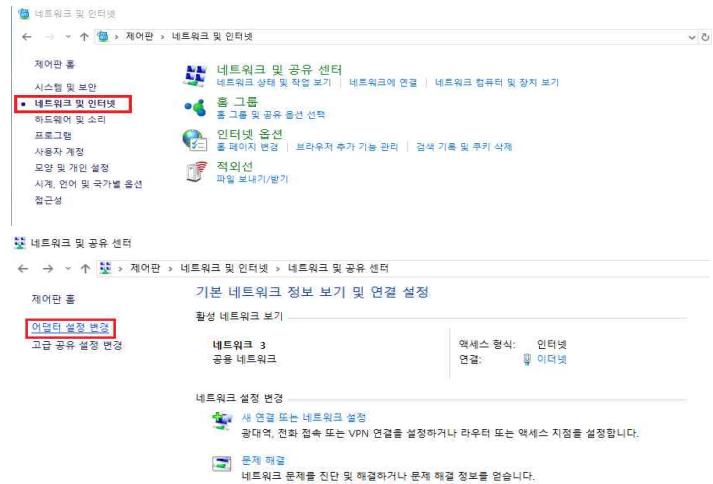 네트워크 및 인터넷
제어판 › 네트워크 및 인터넷
제어판 홈
시스템 및 보안
네트워크 및 인터넷
하드웨어 및 소리
프로그램
사용자 계정
모양 및 개인 설정
시계, 언어 및 국가별 옵션
접근성
네트워크 및 공유 센터
네트워크 상태 및 작업 보기 | 네트워크에 연결 | 네트워크 컴퓨터 및 장치 보기
홈 그룹
홈 그룹 및 공유 옵션 선택
인터넷 옵션
홈 페이지 변경 | 브라우저 추가 기능 관리 | 검색 기록 및 쿠키 삭제
적외선
파일 보내기/받기
네트워크 및 공유 센터
제어판 › 네트워크 및 인터넷 › 네트워크 및 공유 센터
제어판 홈
어댑터 설정 변경
고급 공유 설정 변경
기본 네트워크 정보 보기 및 연결 설정
활성 네트워크 보기
네트워크 3
공용 네트워크
액세스 형식: 인터넷
연결: 이더넷
네트워크 설정 변경
새 연결 또는 네트워크 설정
광대역, 전화 접속 또는 VPN 연결을 설정하거나 라우터 또는 액세스 지점을 설정합니다.
문제 해결
네트워크 문제를 진단 및 해결하거나 문제 해결 정보를 얻습니다.